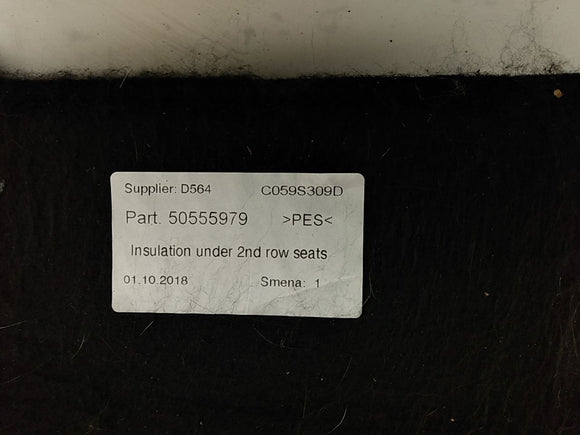 Supplier: D564 C059S309D
Part. 50555979 >PES<
Insulation under 2nd row seats
01.10.2018 Smena: 1